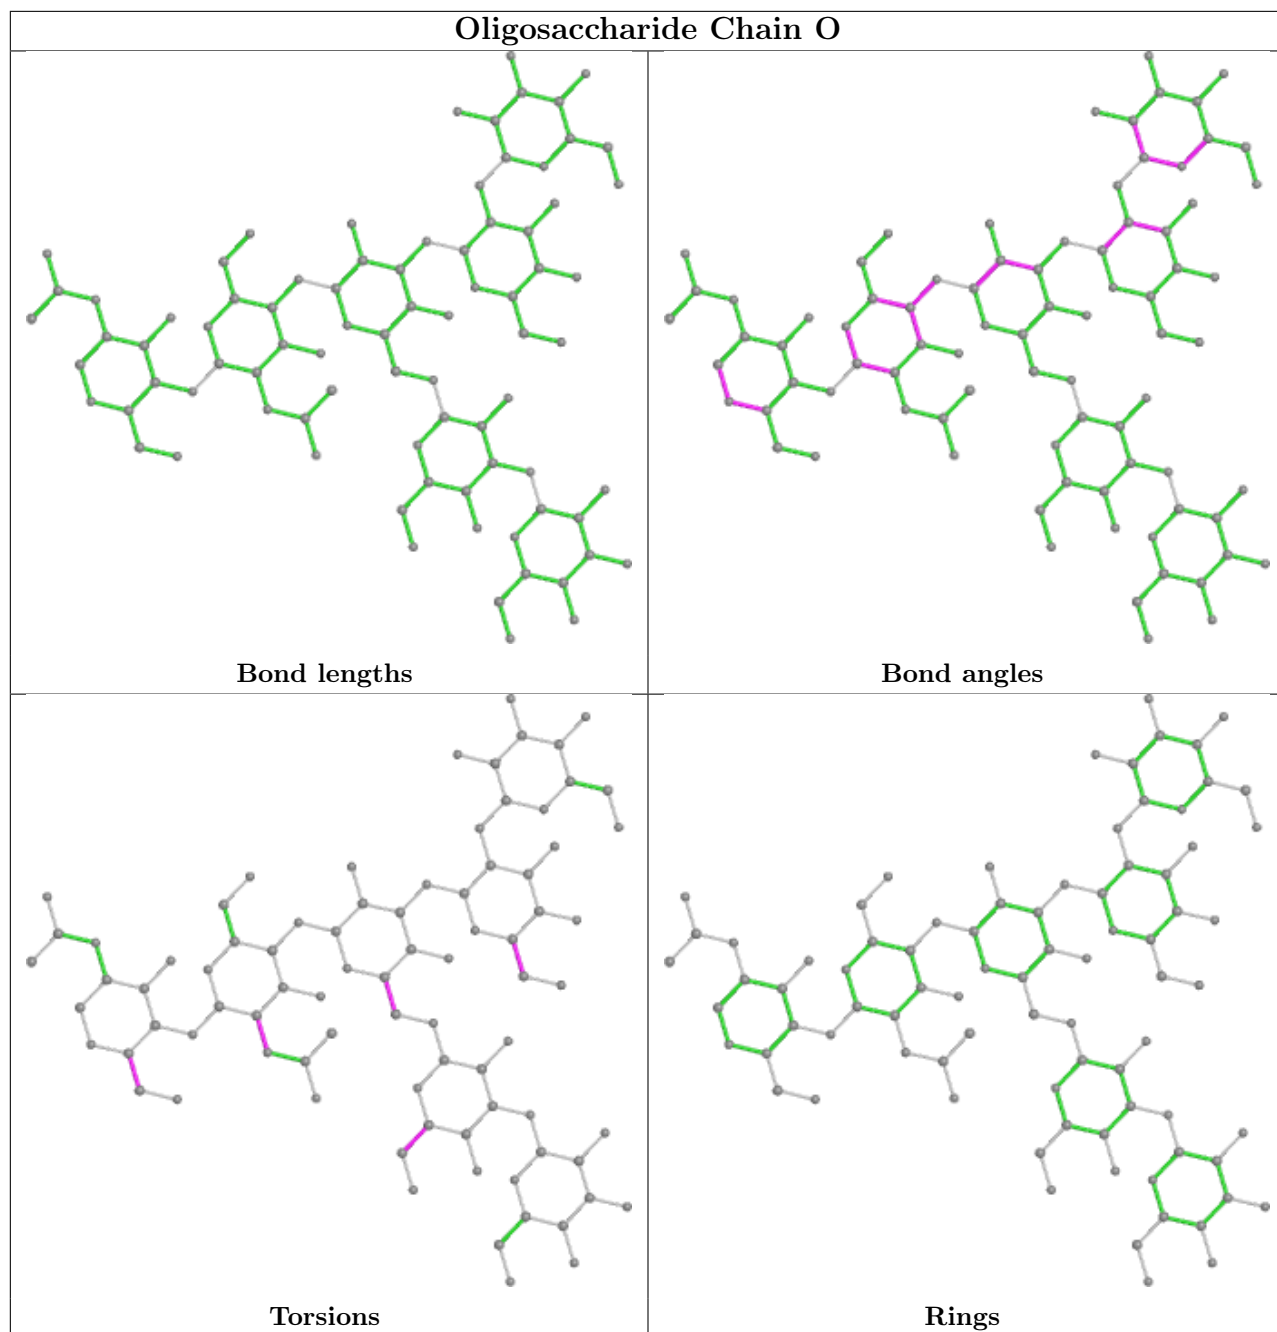 Oligosaccharide Chain O
Bond lengths
Bond angles
Torsions
Rings